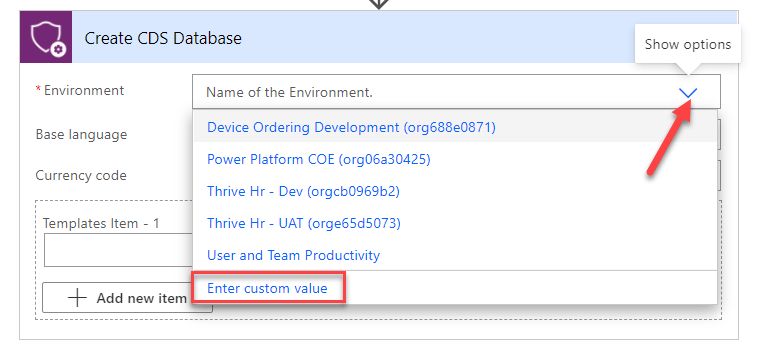 Create CDS Database
Show options
* Environment
Name of the Environment.
Device Ordering Development (org688e0871)
Base language
Power Platform COE (org06a30425)
Currency code
Thrive Hr - Dev (orgcb0969b2)
Thrive Hr - UAT (orge65d5073)
Templates Item - 1
User and Team Productivity
Enter custom value
Add new item